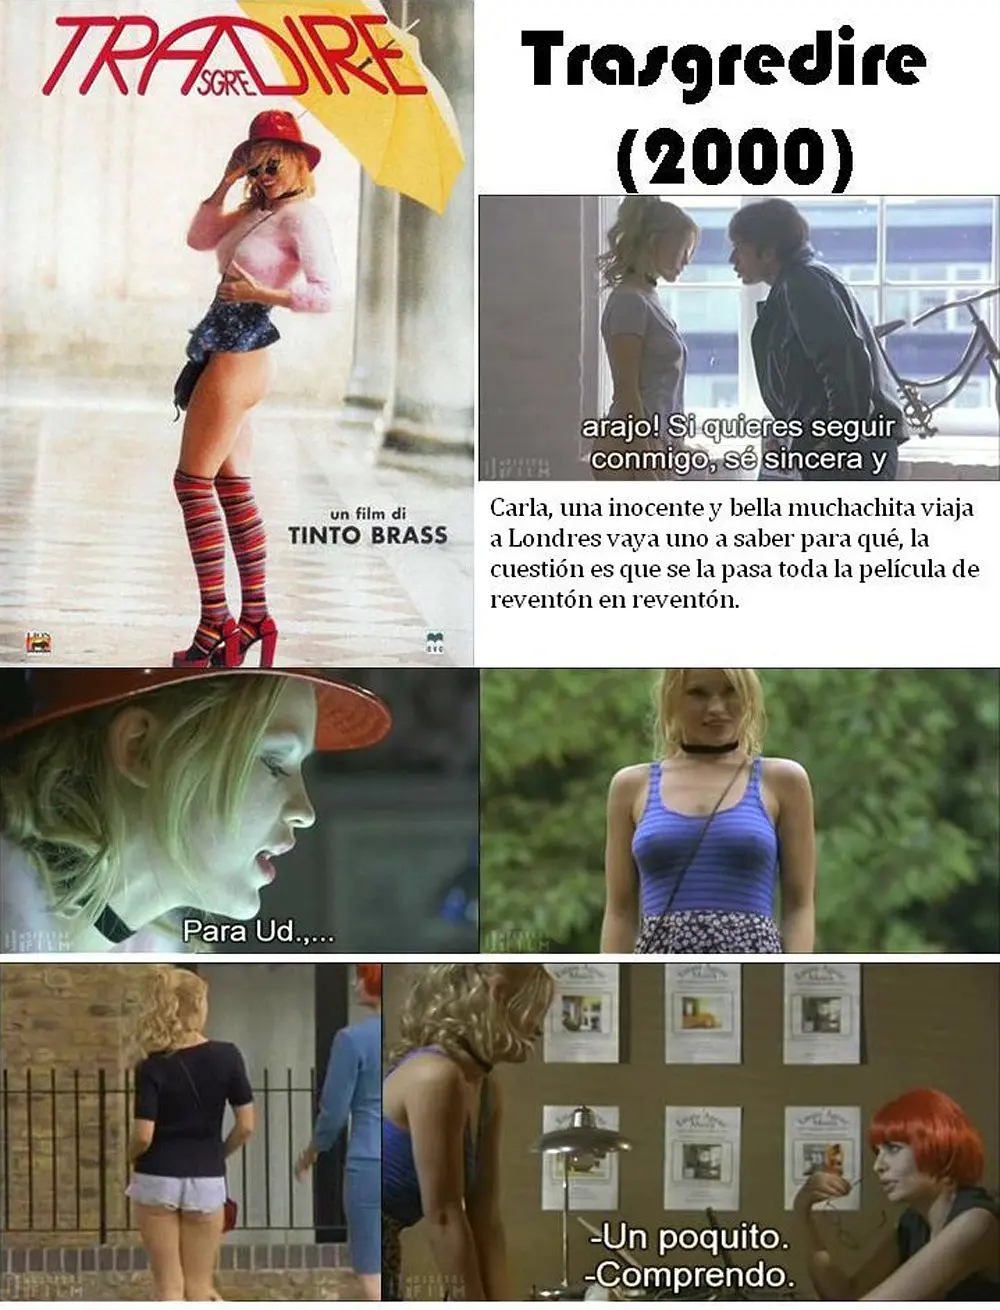 TRASGREDIRE
un film di
TINTO BRASS
Trasgredire
(2000)
arajo! Si quieres seguir
conmigo, sé sincera y
Carla, una inocente y bella muchachita viaja
a Londres vaya uno a saber para qué, la
cuestión es que se la pasa toda la película de
reventón en reventón.
Para Ud.,...
-Un poquito.
-Comprendo.